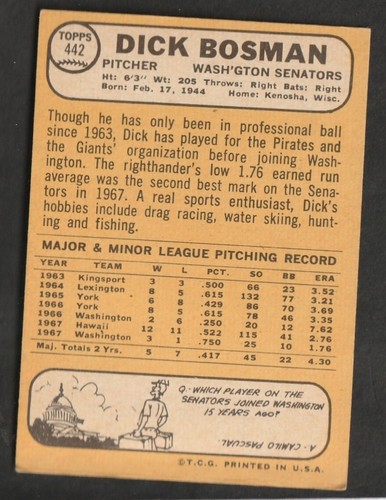 TOPPS
442
DICK BOSMAN
PITCHER WASH'GTON SENATORS
Ht: 6'3" Wt: 205 Throws: Right Bats: Right
Born: Feb. 17, 1944 Home: Kenosha, Wisc.
Though he has only been in professional ball
since 1963, Dick has played for the Pirates and
the Giants' organization before joining Wash-
ington. The righthander's low 1.76 earned run
average was the second best mark on the Sena-
tors in 1967. A real sports enthusiast, Dick's
hobbies include drag racing, water skiing, hunt-
ing and fishing.
MAJOR & MINOR LEAGUE PITCHING RECORD
YEAR TEAM W L PCT. SO BB ERA
1963 Kingsport 3 3 .500 66 23 3.52
1964 Lexington 8 5 .615 132 77 3.21
1965 York 6 8 .429 86 70 3.69
1966 York 8 5 .615 78 46 3.35
1966 Washington 2 6 .250 20 12 7.62
1967 Hawaii 12 11 .522 115 41 2.76
1967 Washington 3 1 .750 25 10 1.76
Maj. Totals 2 Yrs. 5 7 .417 45 22 4.30
Q- WHICH PLAYER ON THE
SENATORS JOINED WASHINGTON
15 YEARS AGO?
A- CAMILO PASCUAL
©T.C.G. PRINTED IN U.S.A.